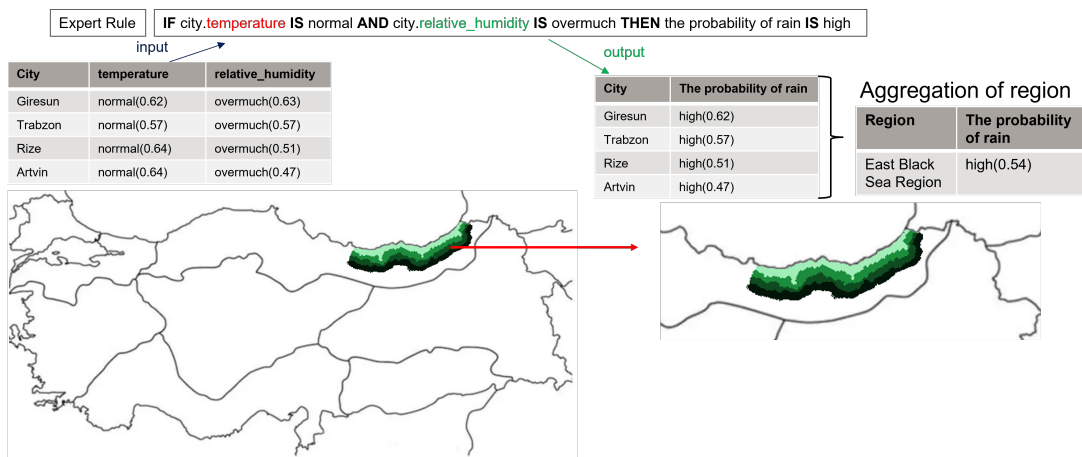 Expert Rule
IF city.temperature IS normal AND city.relative_humidity IS overmuch THEN the probability of rain IS high
input
output
City temperature relative_humidity
Giresun normal(0.62) overmuch(0.63)
Trabzon normal(0.57) overmuch(0.57)
Rize norrmal(0.64) overmuch(0.51)
Artvin normal(0.64) overmuch(0.47)
City The probability of rain
Giresun high(0.62)
Trabzon high(0.57)
Rize high(0.51)
Artvin high(0.47)
Aggregation of region
Region The probability
of rain
East Black high(0.54)
Sea Region